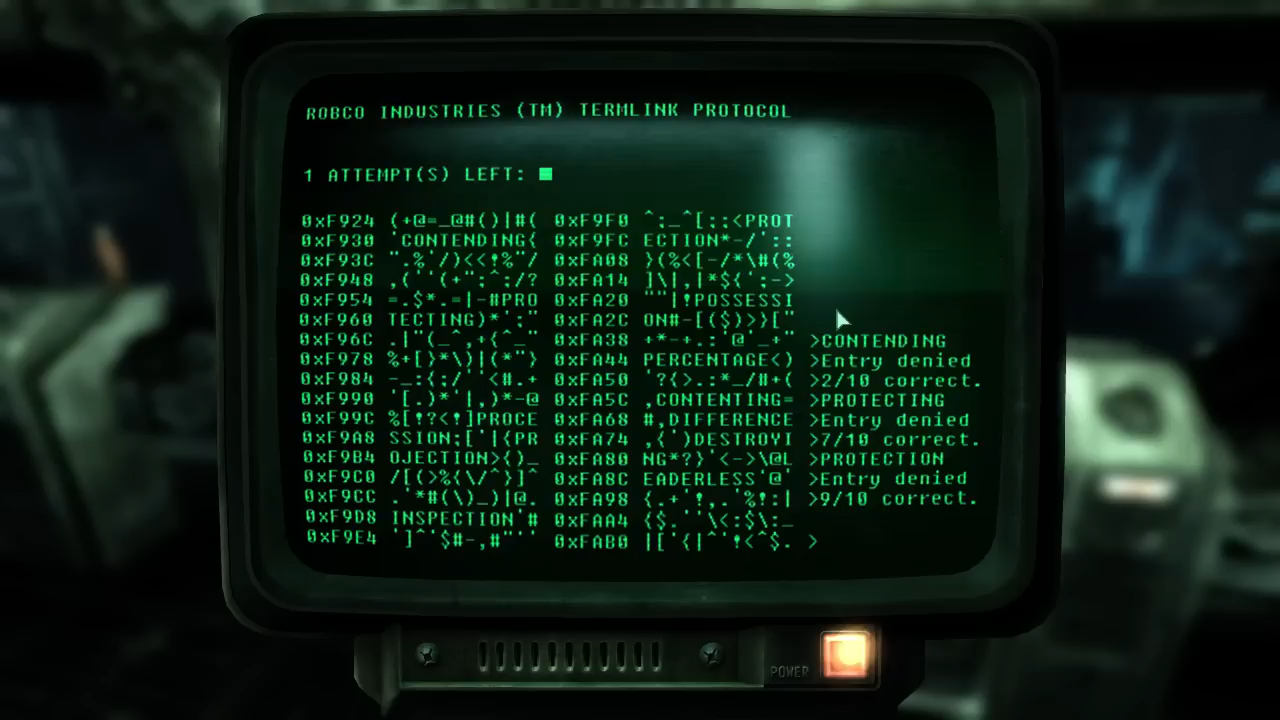 ROBCO INDUSTRIES (TM) TERMLINK PROTOCOL
1 ATTEMPT(S) LEFT:
0xF924 (+@=_@#()|#( 0xF9F0 ^;_^[;:<PROT
0xF930 'CONTENDING{ 0xF9FC ECTION*-/'::
0xF93C ".%'/)<<!%"/ 0xFA08 }(%<[-/*\#(%
0xF948 ,(''(+";^;/? 0xFA14 ]\|,|*${';->
0xF954 =.$*.=|-#PRO 0xFA20 ""|!POSSESSI
0xF960 TECTING)*';" 0xFA2C ON#-[($)>}["
0xF96C .|"(_^,+{^_" 0xFA38 +*-+.:'@'_+" >CONTENDING
0xF978 %+[}*\)|(*"} 0xFA44 PERCENTAGE<) >Entry denied
0xF984 -_:{;/''<#.+ 0xFA50 '?{>.:*_/#+( >2/10 correct.
0xF990 '[.)*'|,)*-@ 0xFA5C ,CONTENTING= >PROTECTING
0xF99C %[!?<!]PROCE 0xFA68 #,DIFFERENCE >Entry denied
0xF9A8 SSION;['|{PR 0xFA74 ,{')DESTROYI >7/10 correct.
0xF9B4 OJECTION>{)_ 0xFA80 NG*?}'<->\@L >PROTECTION
0xF9C0 /[(>%{\/^}]^ 0xFA8C EADERLESS'@' >Entry denied
0xF9CC .'*#(\)_)|@. 0xFA98 {.+'!,.'%!:| >9/10 correct.
0xF9D8 INSPECTION'# 0xFAA4 {$.''\<:$\:_
0xF9E4 ']^'$#-,#"'' 0xFAB0 |['{|^'!<^$. >
POWER